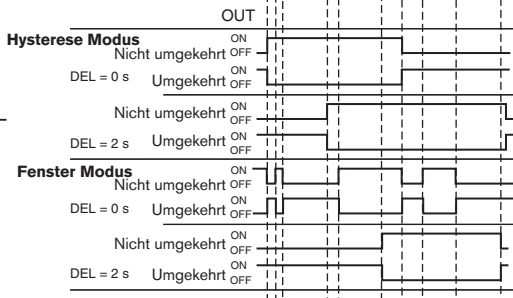 OUT
Hysterese Modus ON
Nicht umgekehrt OFF
DEL = 0 s Umgekehrt ON
OFF
Nicht umgekehrt ON
OFF
DEL = 2 s Umgekehrt ON
OFF
Fenster Modus ON
Nicht umgekehrt OFF
DEL = 0 s Umgekehrt ON
OFF
Nicht umgekehrt ON
OFF
DEL = 2 s Umgekehrt ON
OFF